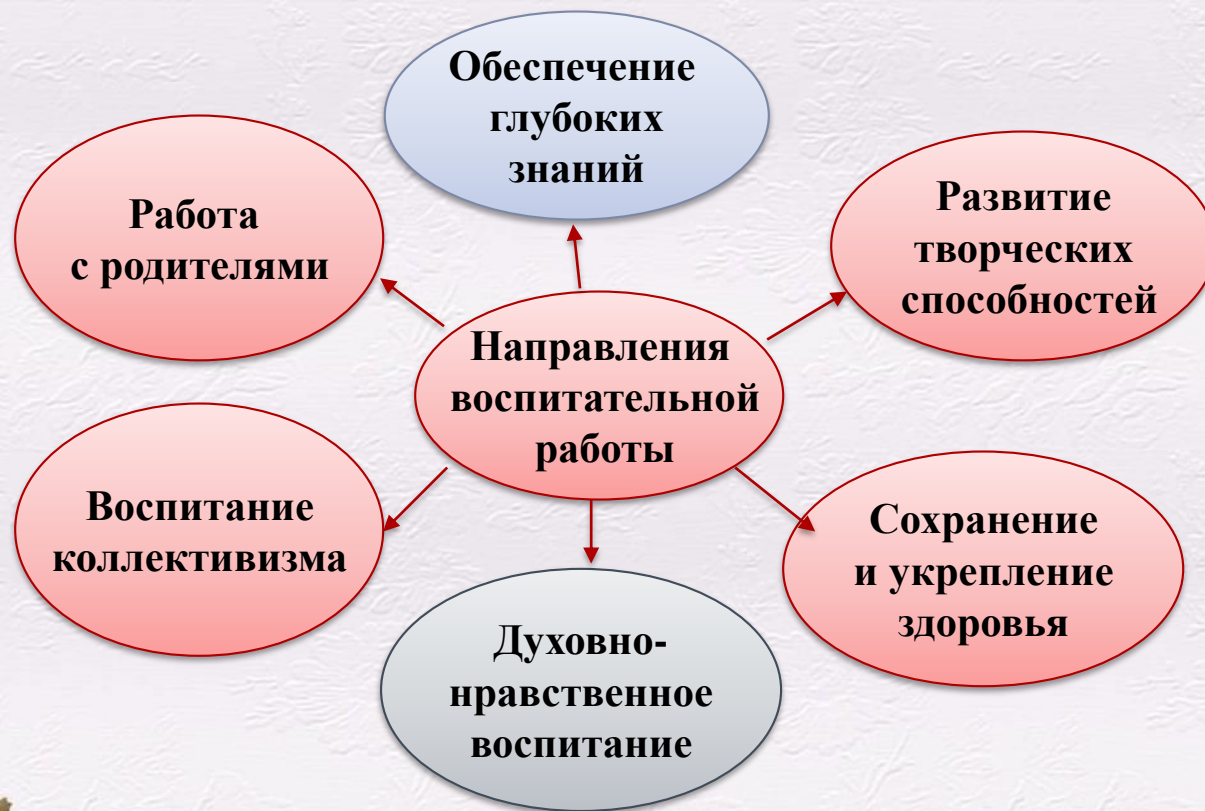 Обеспечение
глубоких
знаний
Работа
с родителями
Развитие
творческих
способностей
Направления
воспитательной
работы
Воспитание
коллективизма
Сохранение
и укрепление
здоровья
Духовно-
нравственное
воспитание